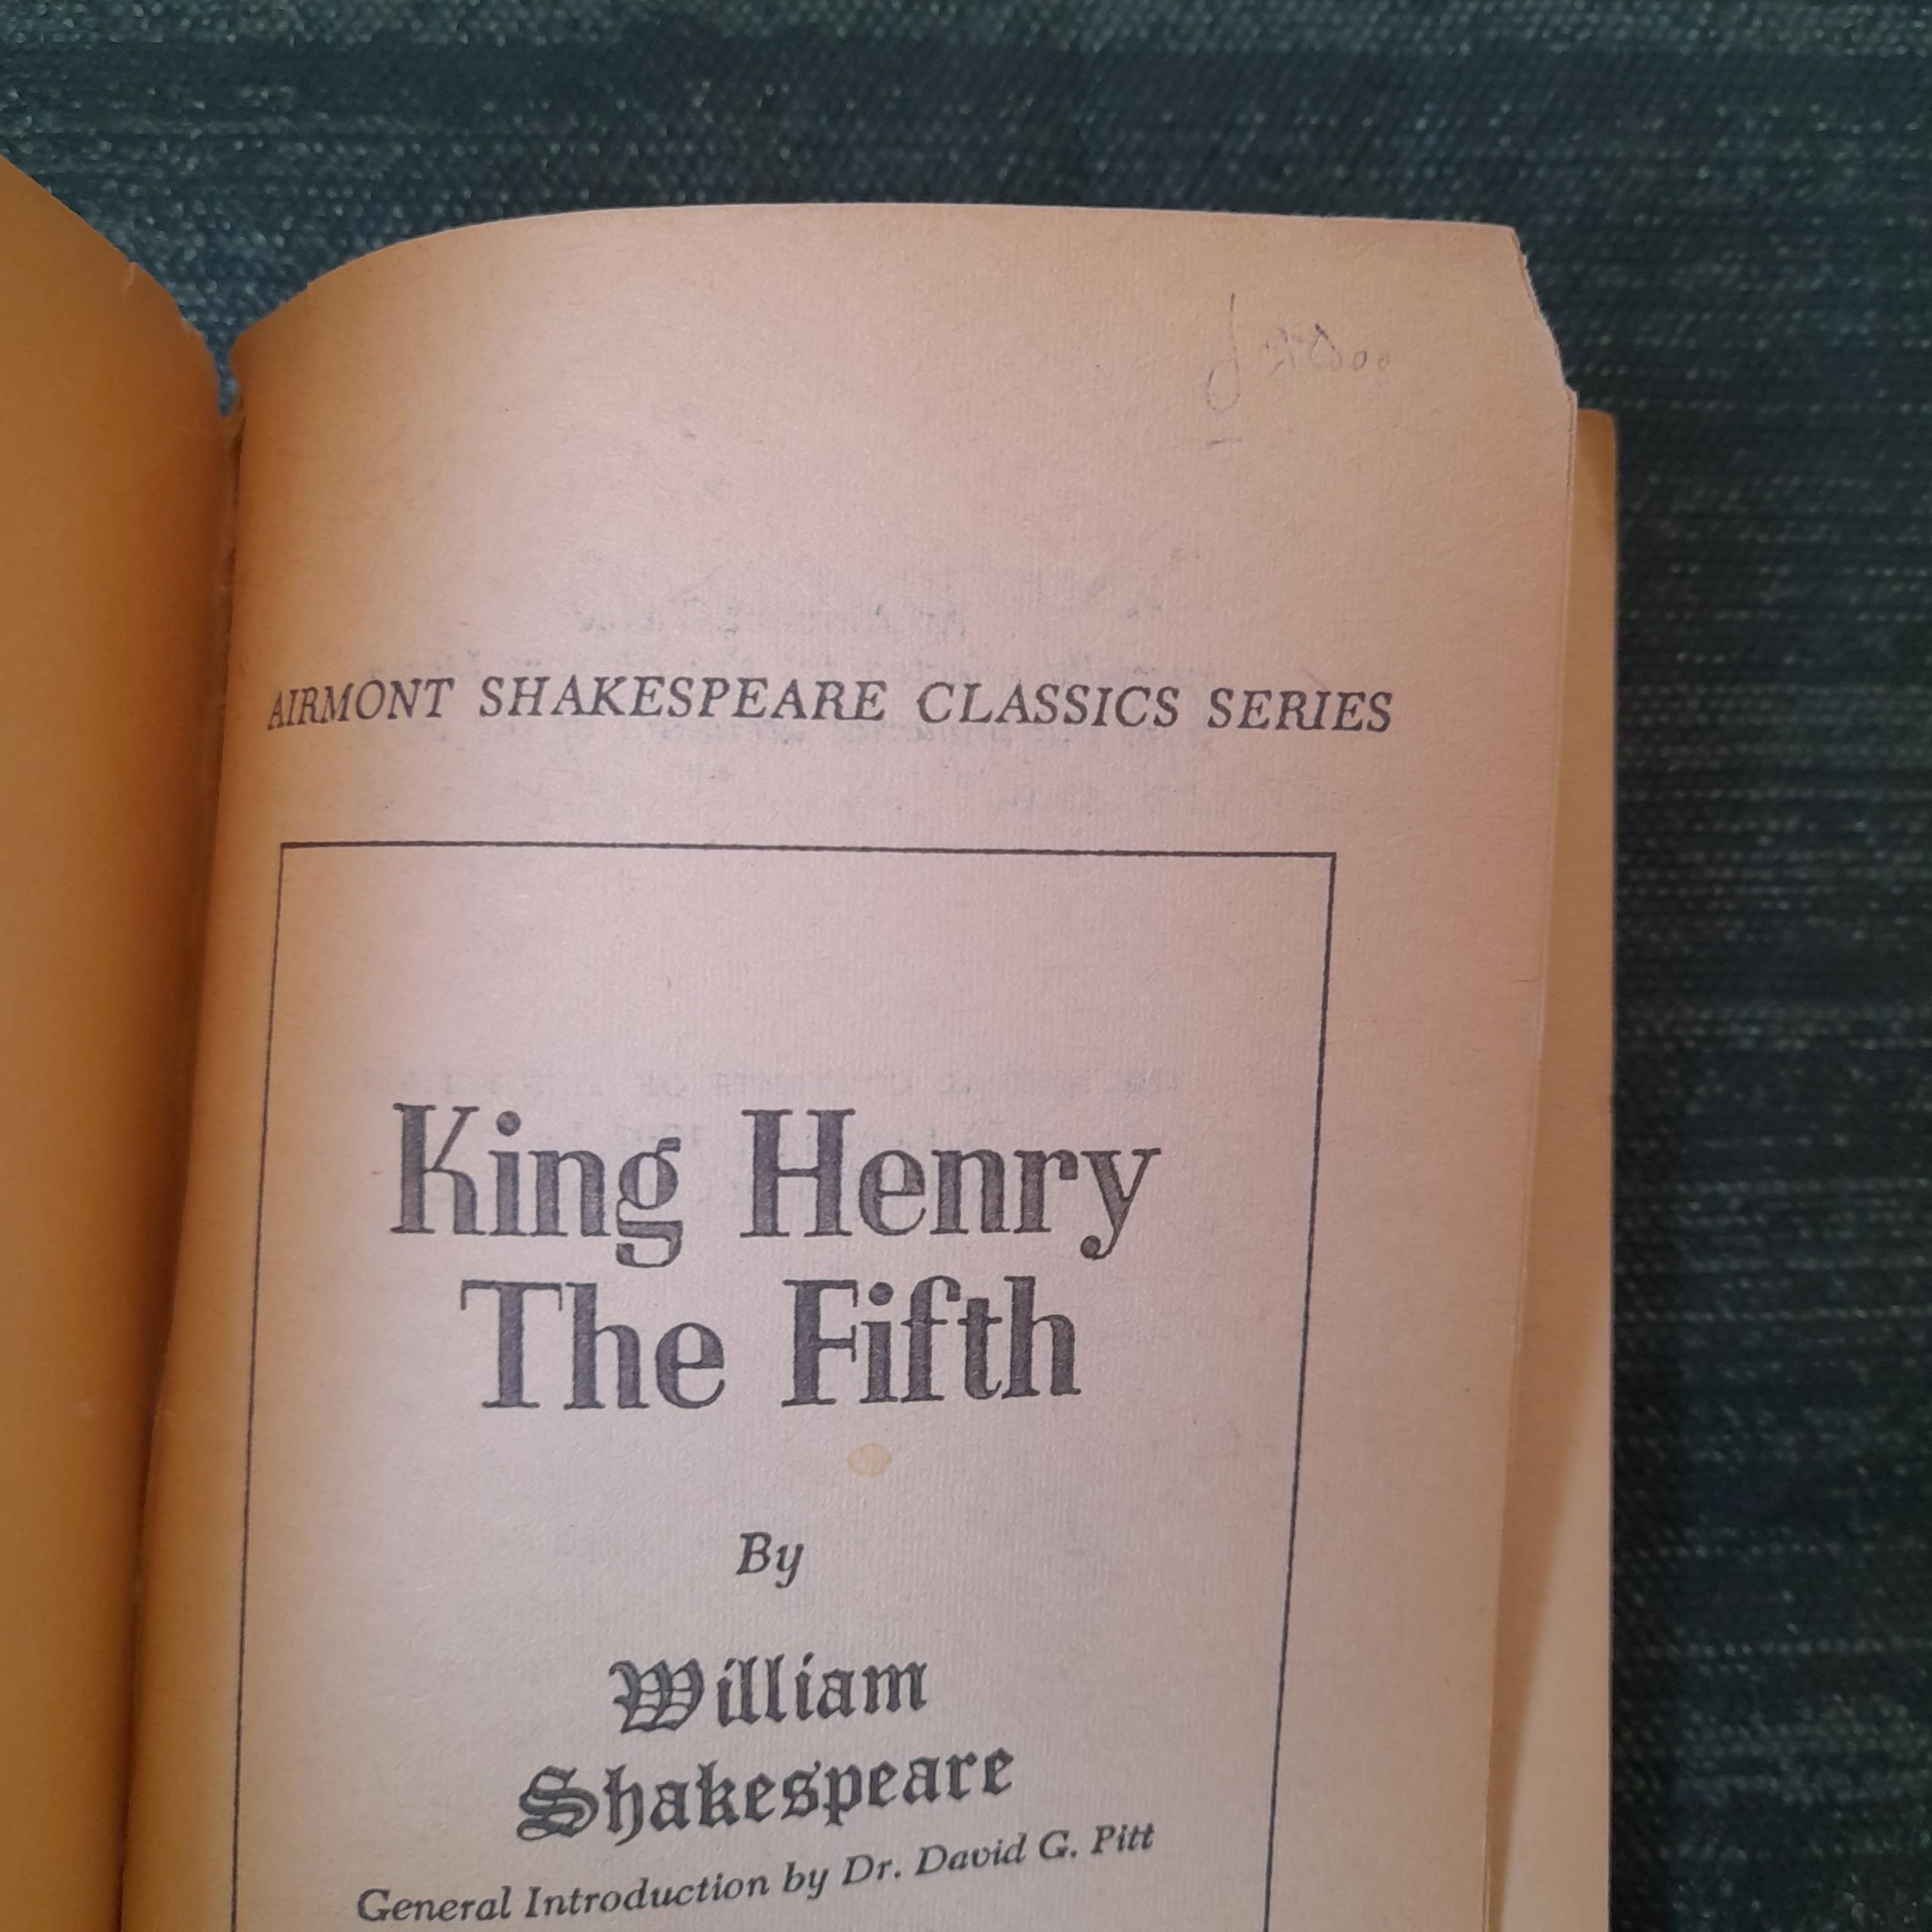 AIRMONT SHAKESPEARE CLASSICS SERIES
King Henry
The Fifth
By
William
Shakespeare
General Introduction by Dr. David G. Pitt